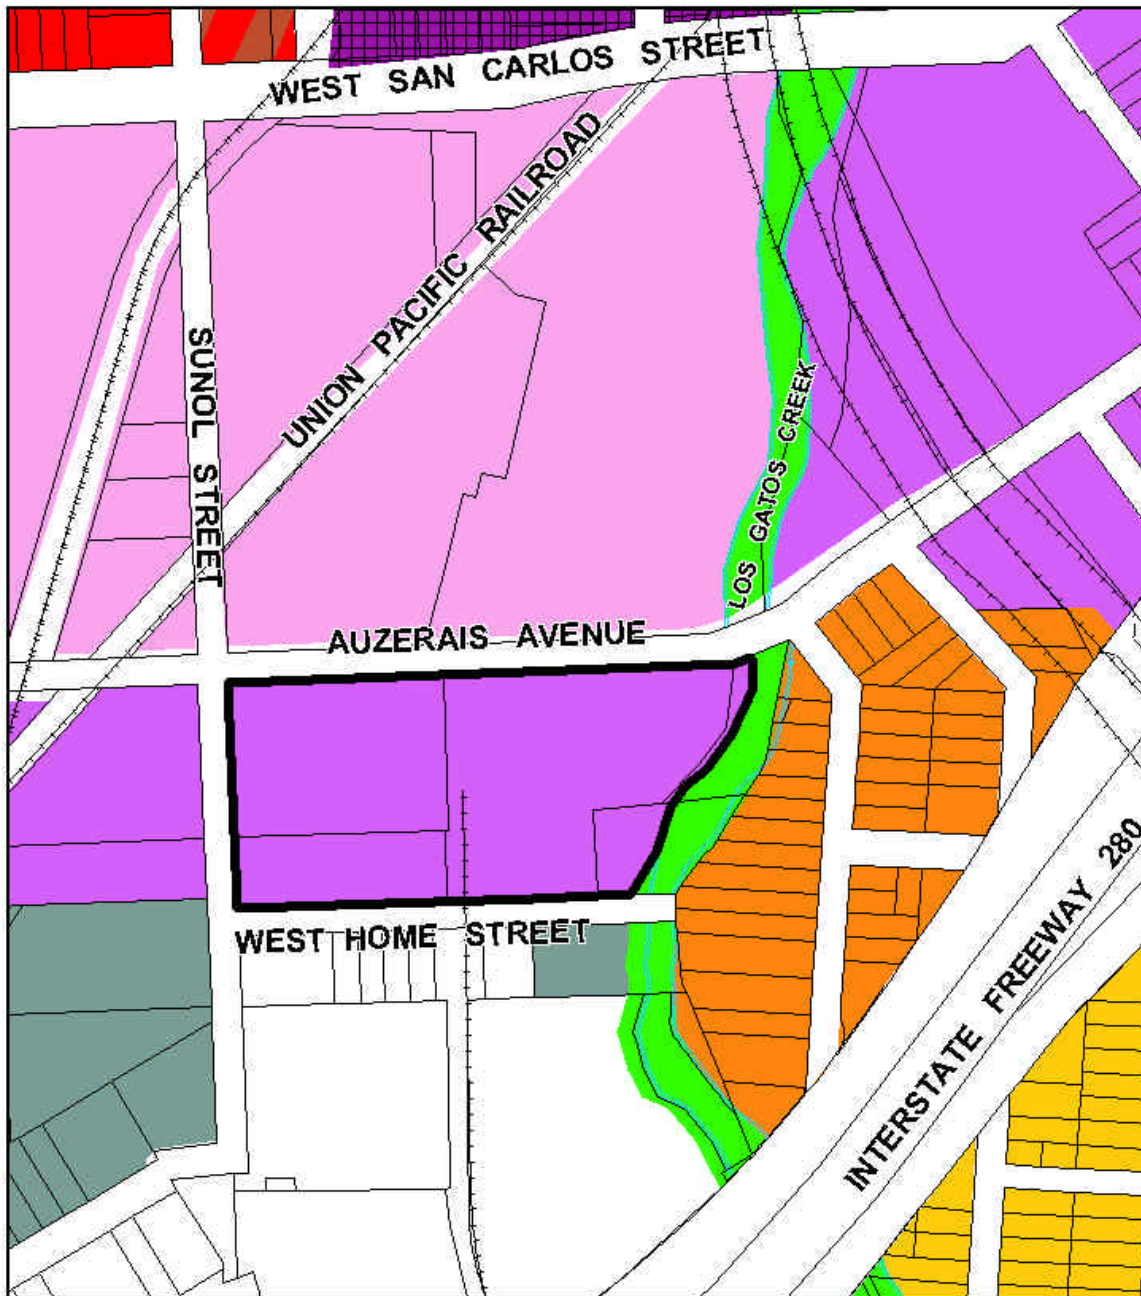 WEST SAN CARLOS STREET
UNION PACIFIC RAILROAD
SUNOL STREET
LOS GATOS CREEK
AUZERAIS AVENUE
WEST HOME STREET
INTERSTATE FREEWAY 280